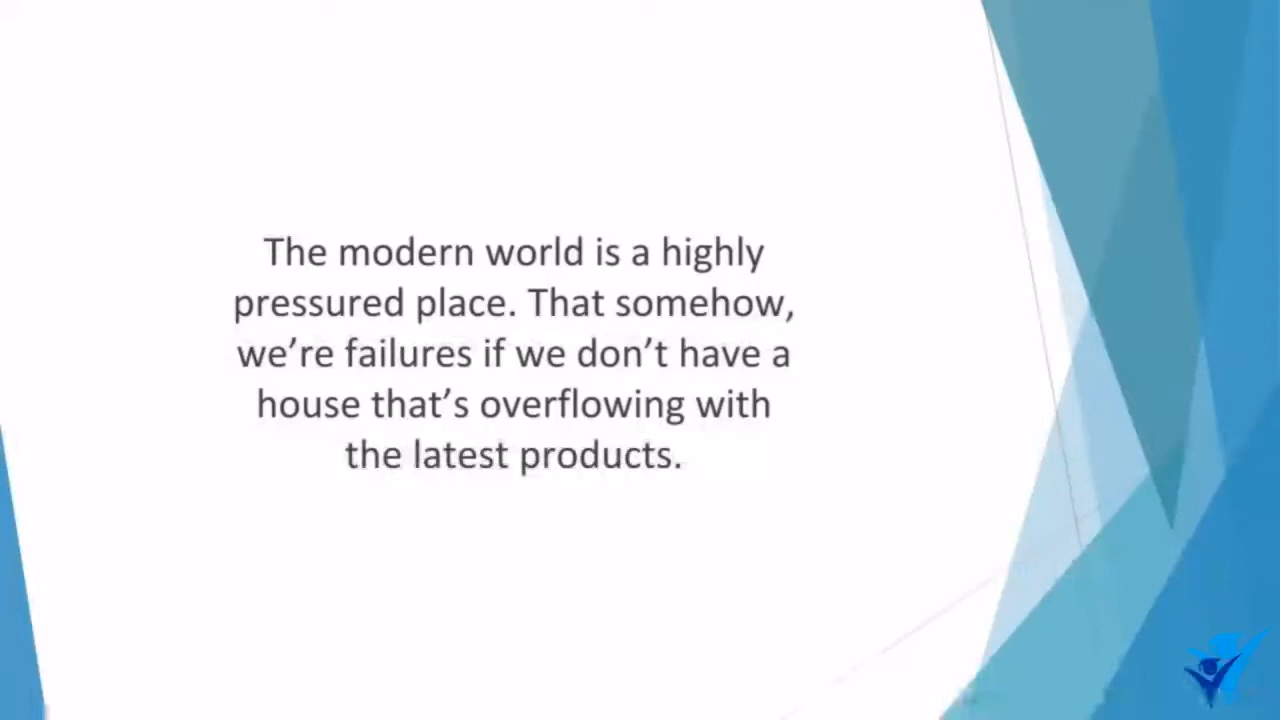 The modern world is a highly
pressured place. That somehow,
we’re failures if we don’t have a
house that’s overflowing with
the latest products.